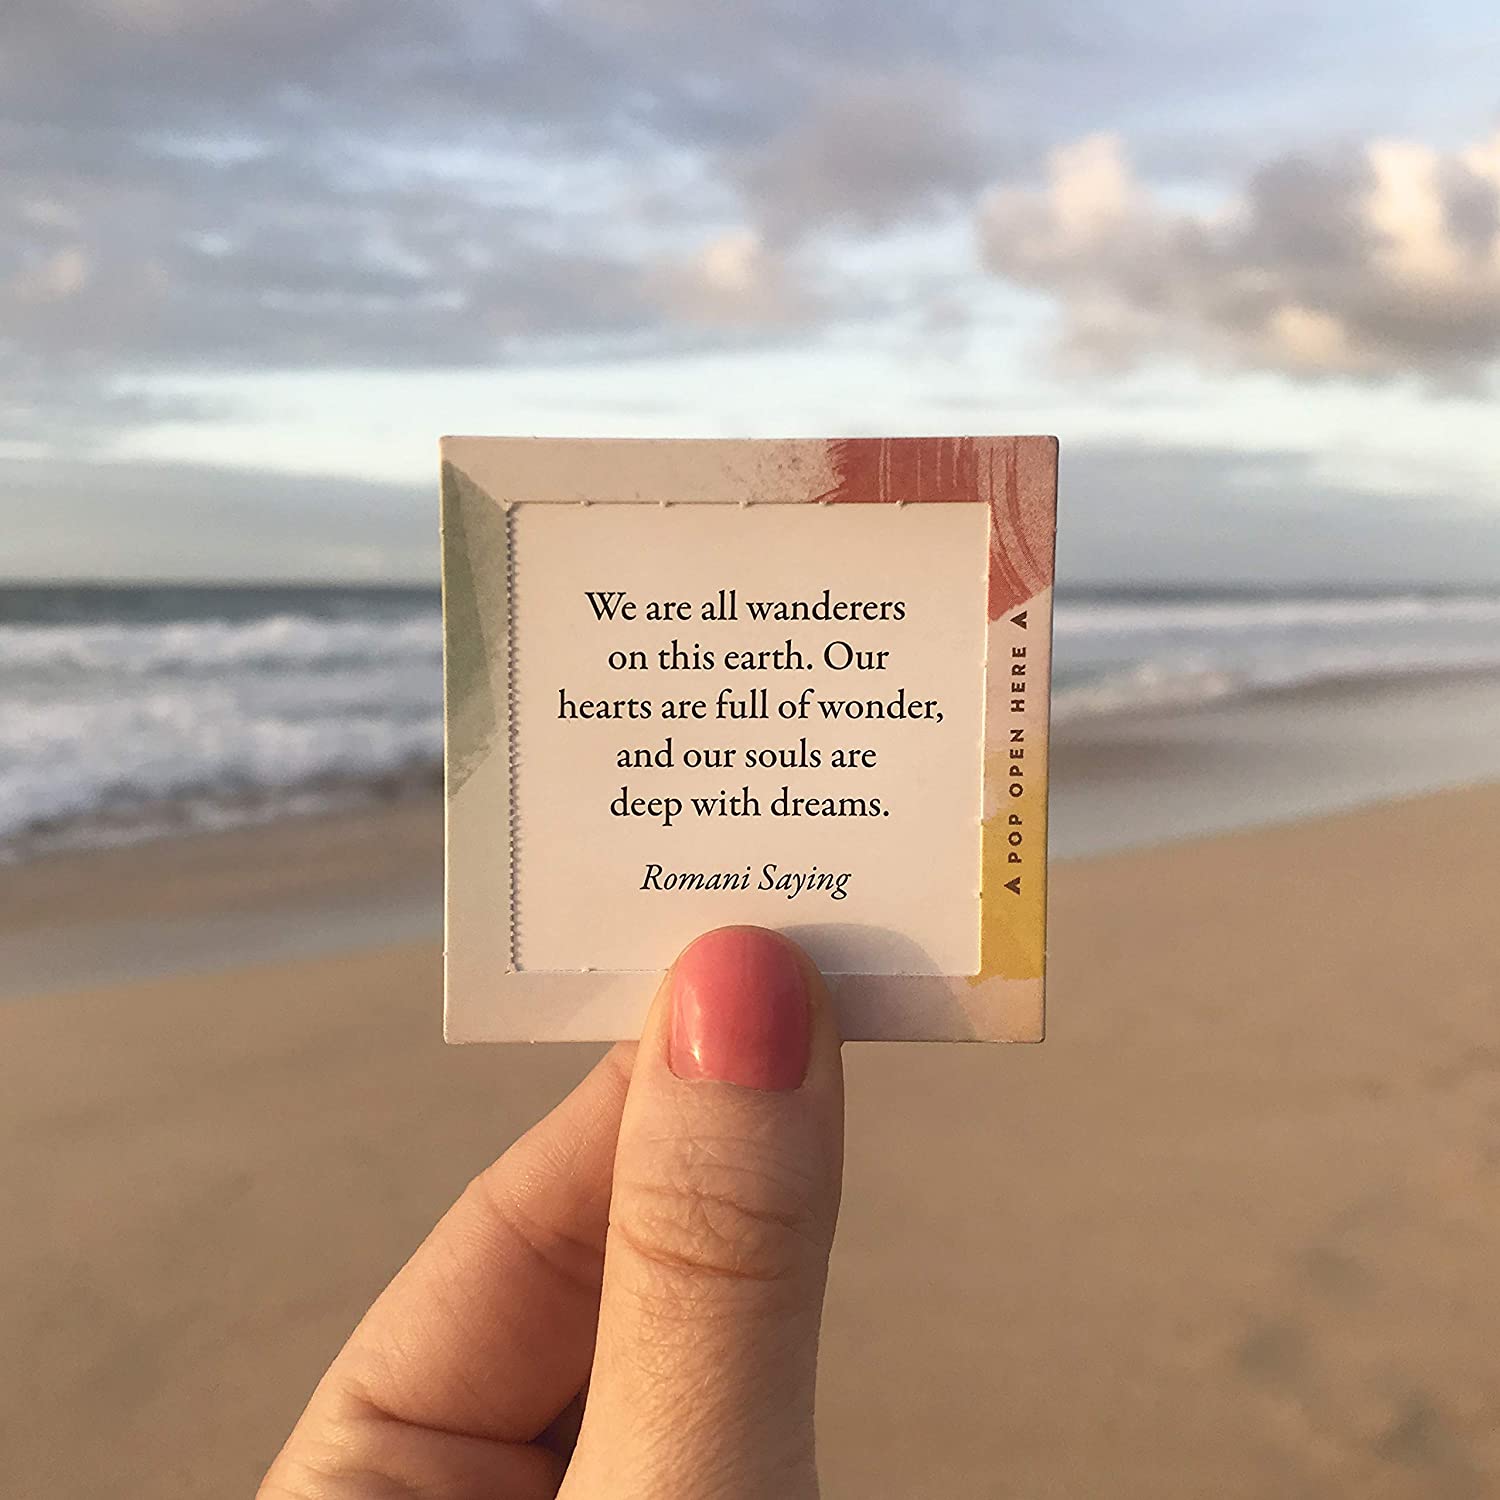 We are all wanderers
on this earth. Our
hearts are full of wonder,
and our souls are
deep with dreams.
Romani Saying
▲ POP OPEN HERE ▲